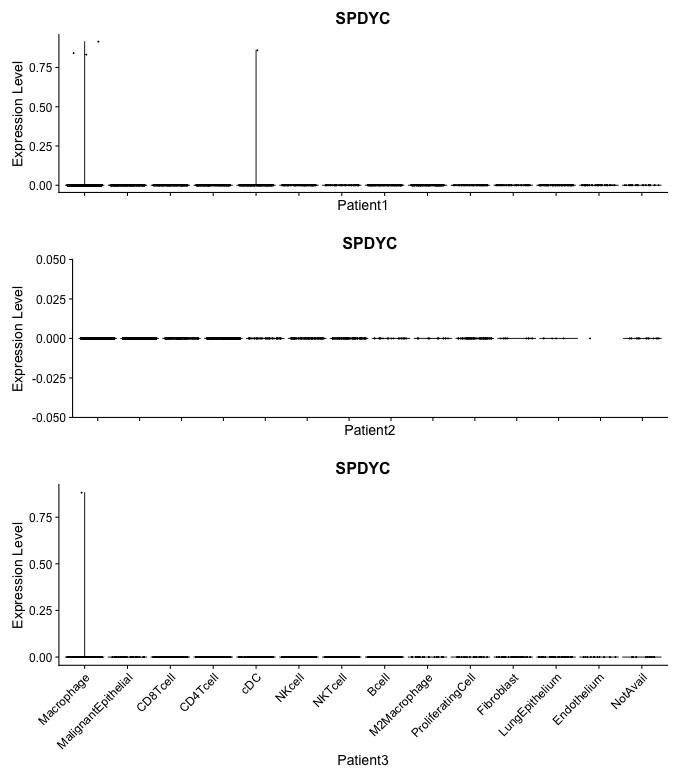 SPDYC
Expression Level
0.75
0.50
0.25
0.00
Patient1
SPDYC
Expression Level
0.050
0.025
0.000
-0.025
-0.050
Patient2
SPDYC
Expression Level
0.75
0.50
0.25
0.00
Macrophage
MalignantEpithelial
CD8Tcell
CD4Tcell
cDC
NKcell
NKTcell
Bcell
M2Macrophage
ProliferatingCell
Fibroblast
LungEpithelium
Endothelium
NotAvail
Patient3